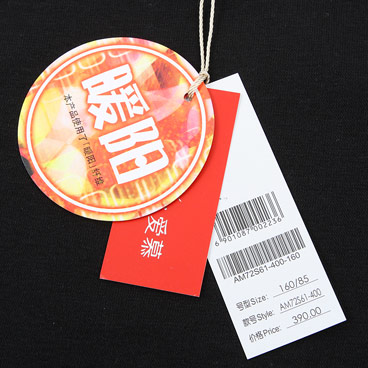 暖阳
本产品使用了「暖阳」
爱慕
6901087002236
AM72S61-400-160
号型Size: 160/85
款号Style: AM72S61-400
价格Price: 390.00